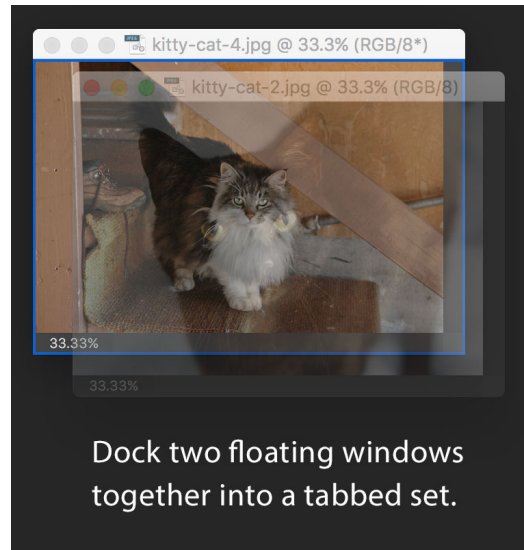 kitty-cat-4.jpg @ 33.3% (RGB/8*)
kitty-cat-2.jpg @ 33.3% (RGB/8)
33.33%
33.33%
Dock two floating windows
together into a tabbed set.